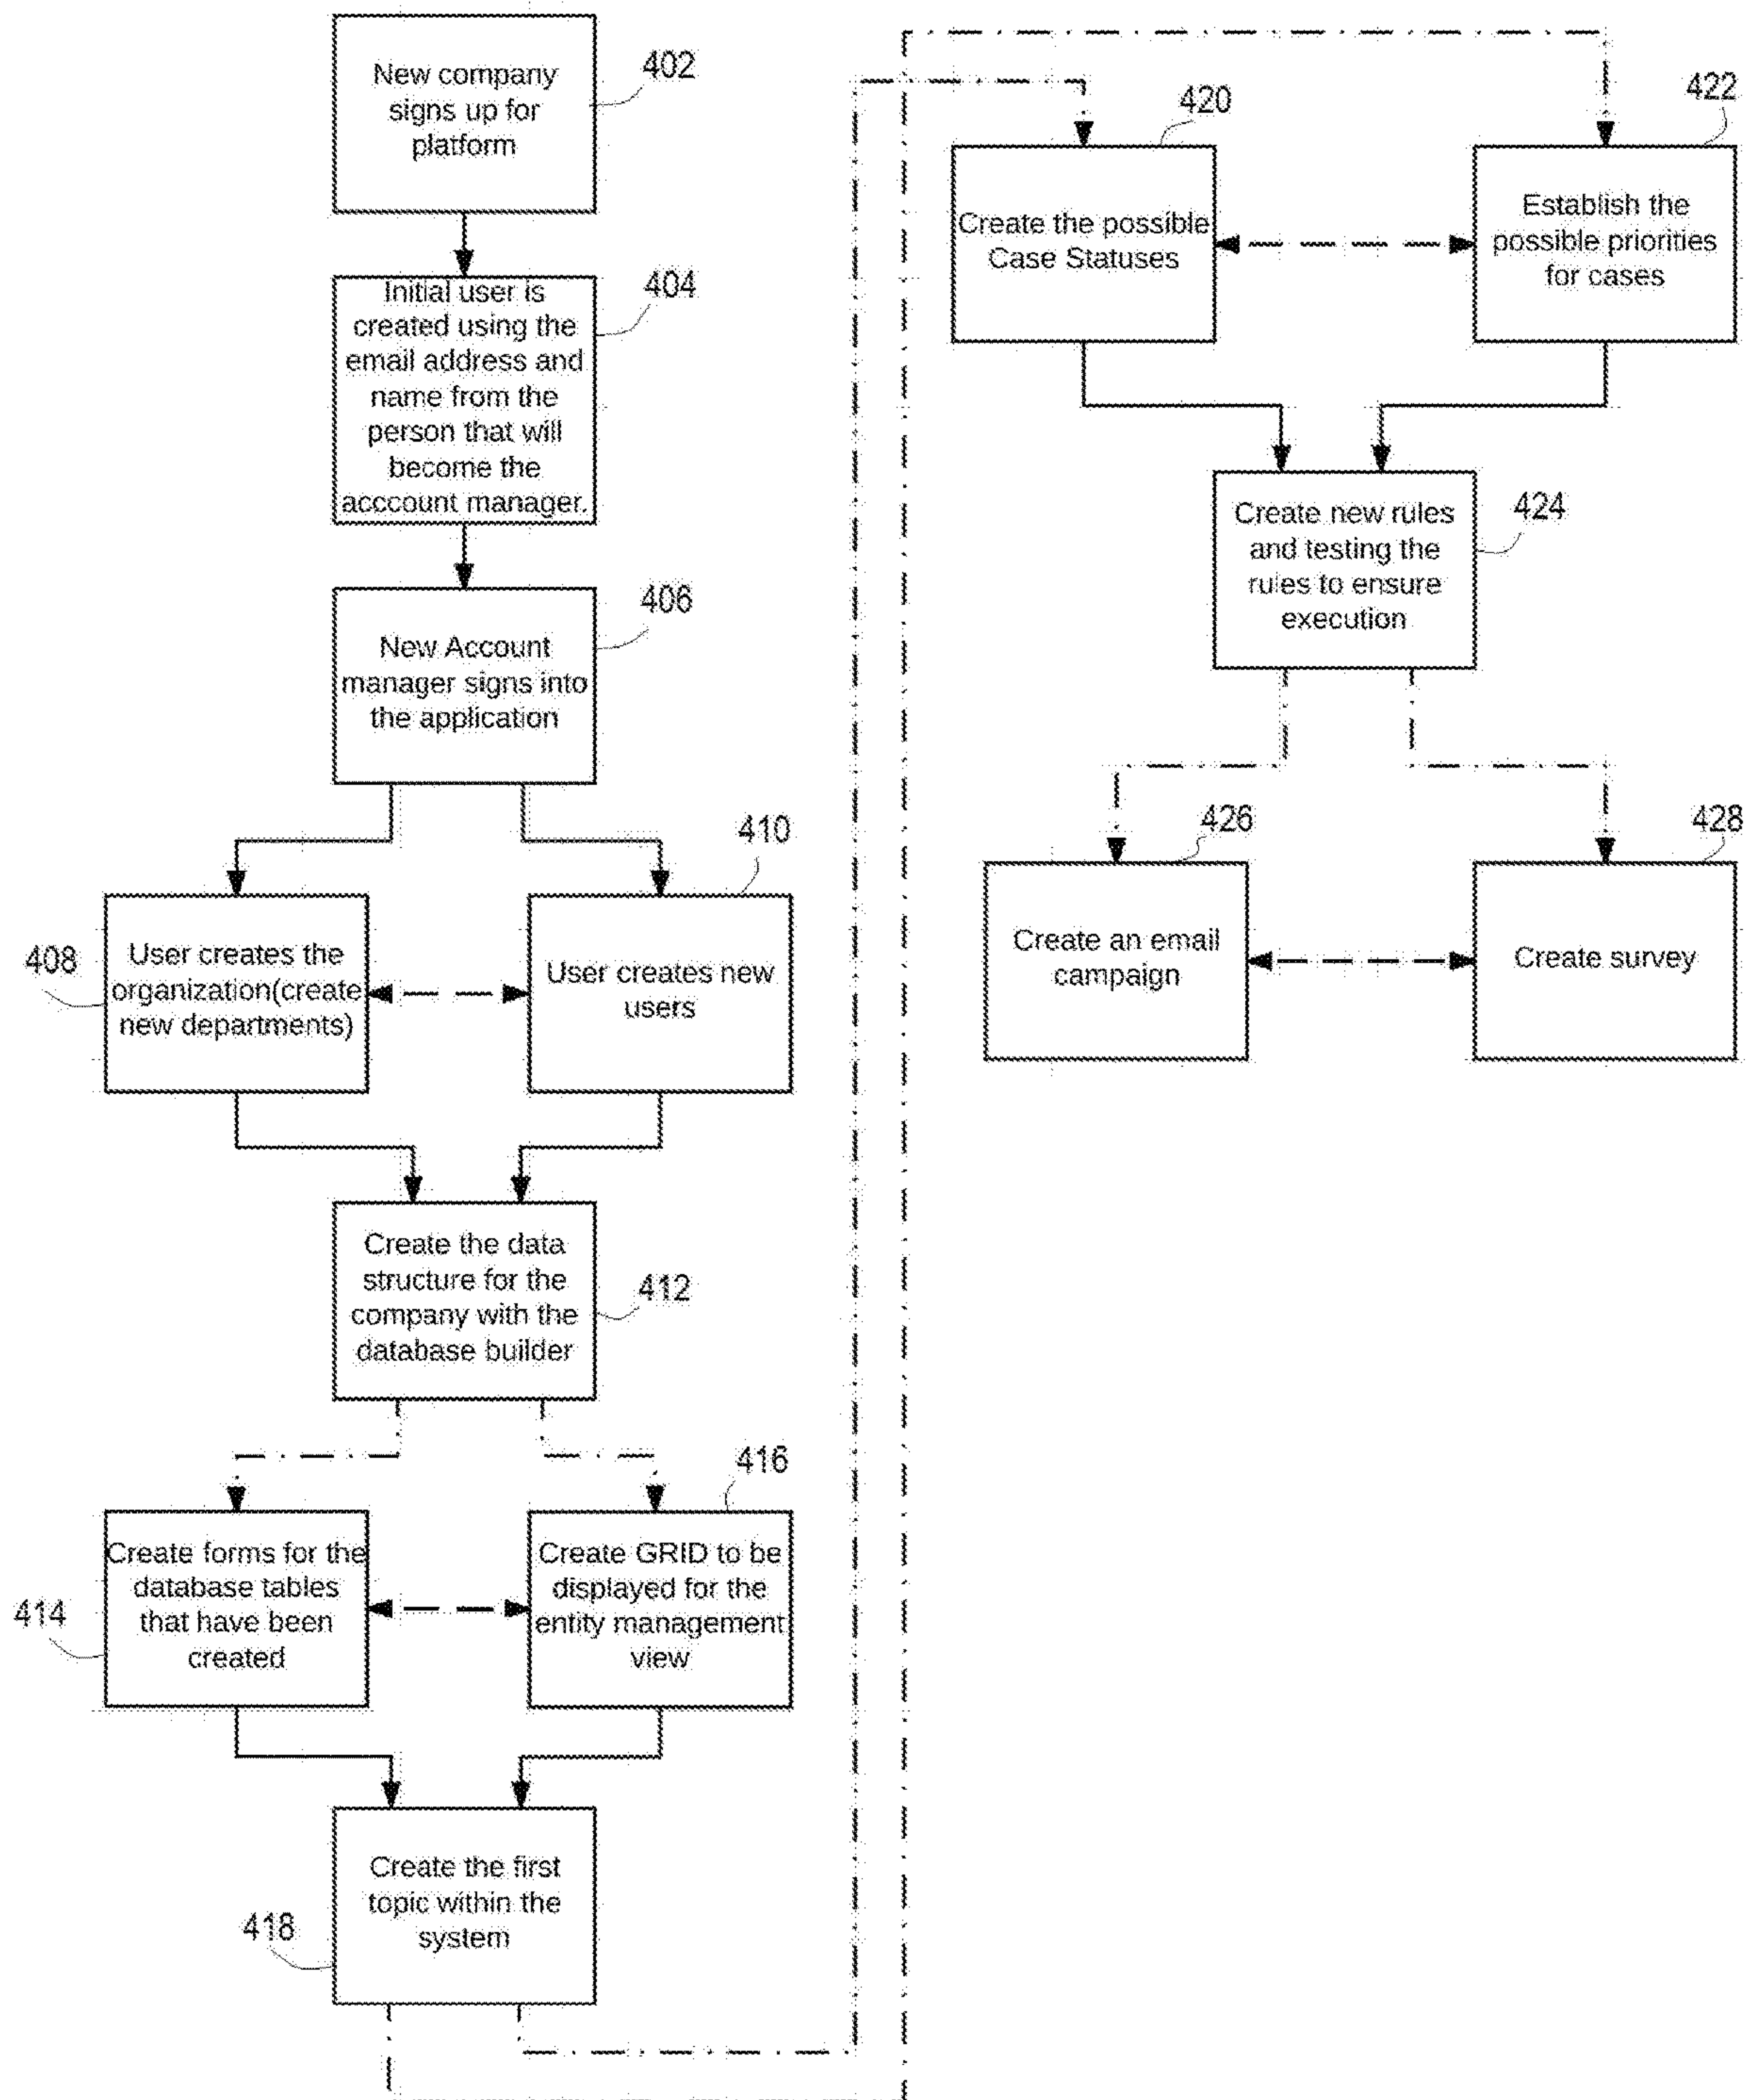 New company
signs up for
platform
402
Initial user is
created using the
email address and
name from the
person that will
become the
acccount manager.
404
New Account
manager signs into
the application
406
User creates the
organization(create
new departments)
408
User creates new
users
410
Create the data
structure for the
company with the
database builder
412
Create forms for the
database tables
that have been
created
414
Create GRID to be
displayed for the
entity management
view
416
Create the first
topic within the
system
418
Create the possible
Case Statuses
420
Establish the
possible priorities
for cases
422
Create new rules
and testing the
rules to ensure
execution
424
Create an email
campaign
426
Create survey
428